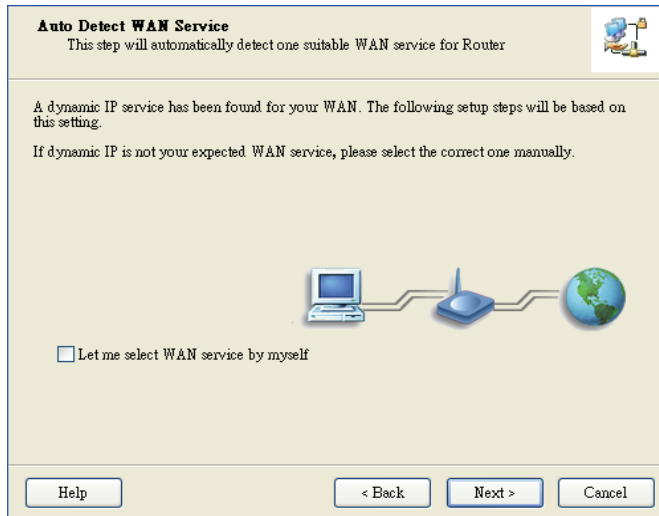 Auto Detect WAN Service
This step will automatically detect one suitable WAN service for Router
A dynamic IP service has been found for your WAN. The following setup steps will be based on
this setting.
If dynamic IP is not your expected WAN service, please select the correct one manually.
Let me select WAN service by myself
Help
< Back
Next >
Cancel